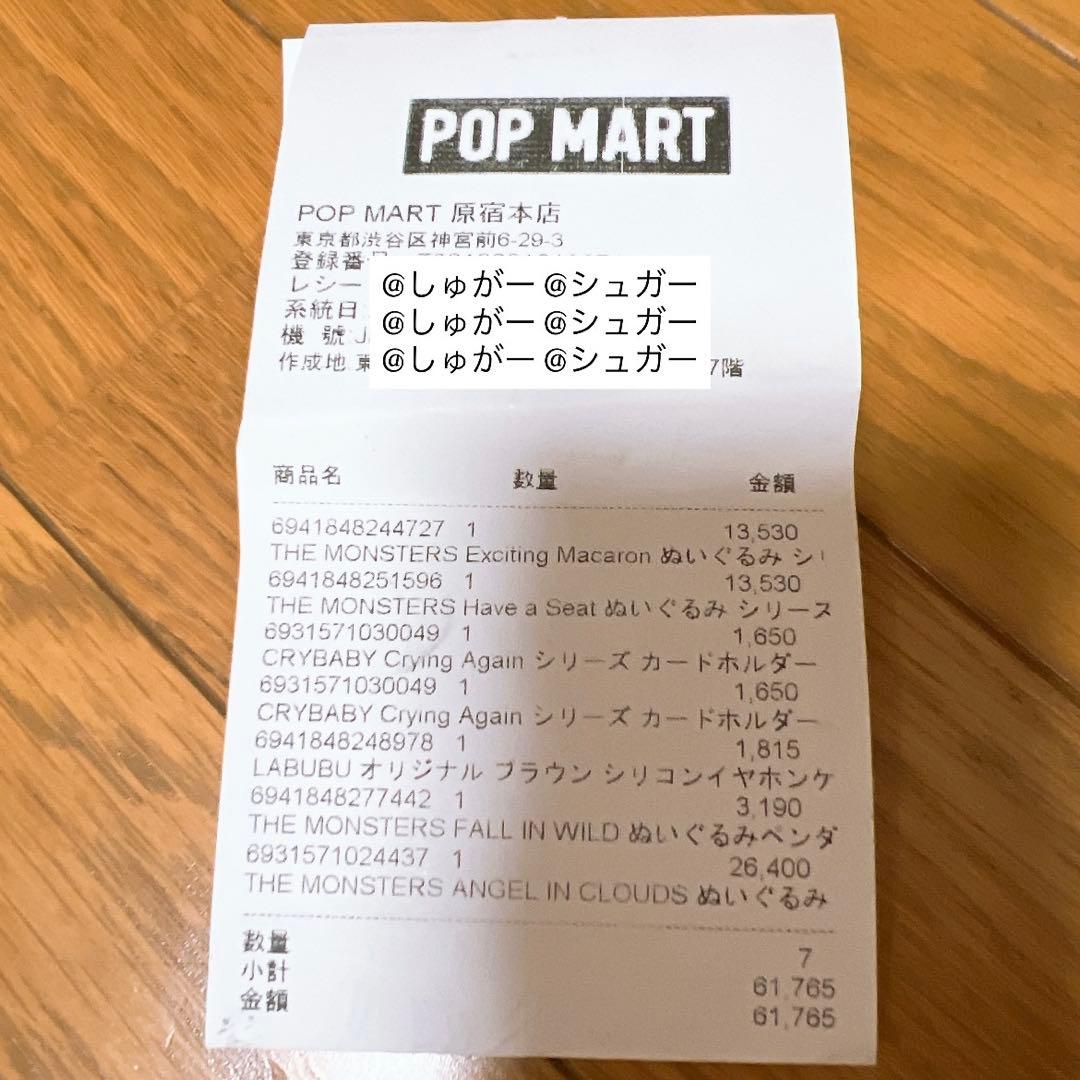 POP MART
POP MART 原宿本店
東京都渋谷区神宮前6-29-3
登録番号
レシー @しゅがー @シュガー
系統日 @しゅがー @シュガー
機 號 @しゅがー @シュガー
作成地 東 @しゅがー @シュガー 7階
商品名 数量 金額
6941848244727 1 13,530
THE MONSTERS Exciting Macaron ぬいぐるみ シ
6941848251596 1 13,530
THE MONSTERS Have a Seat ぬいぐるみ シリーズ
6931571030049 1 1,650
CRYBABY Crying Again シリーズ カードホルダー
6931571030049 1 1,650
CRYBABY Crying Again シリーズ カードホルダー
6941848248978 1 1,815
LABUBU オリジナル ブラウン シリコンイヤホンケ
6941848277442 1 3,190
THE MONSTERS FALL IN WILD ぬいぐるみペンダ
6931571024437 1 26,400
THE MONSTERS ANGEL IN CLOUDS ぬいぐるみ
数量 7
小計 61,765
金額 61,765